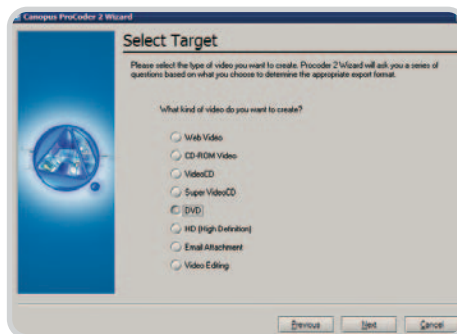 Canopus ProCoder 2 Wizard
Select Target
Please select the type of video you want to create. Procoder 2 Wizard will ask you a series of
questions based on what you choose to determine the appropriate export format.
What kind of video do you want to create?
Web Video
CD-ROM Video
VideoCD
Super VideoCD
DVD
HD (High Definition)
Email Attachment
Video Editing
Previous
Next
Cancel